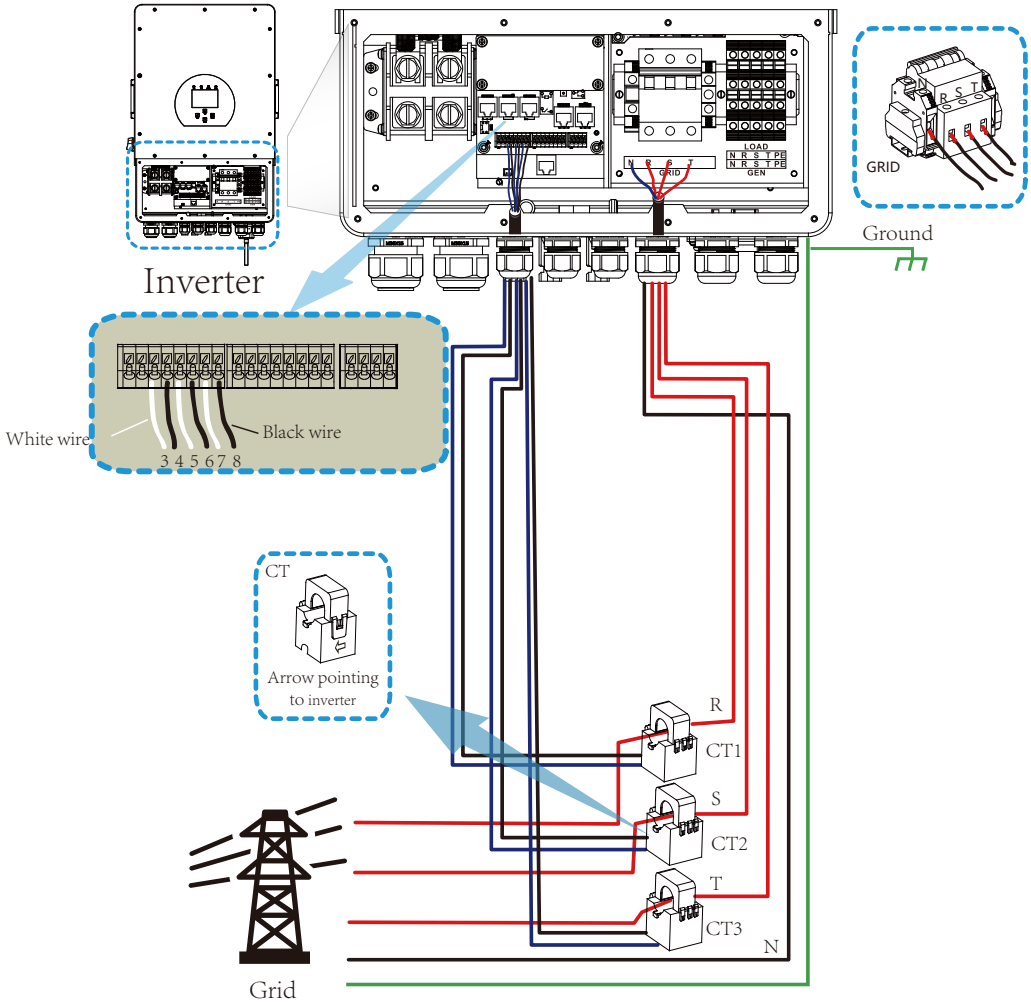 R S T
GRID
LOAD
N R S T PE
N R S T PE
GEN
N R S T
GRID
Ground
Inverter
White wire
Black wire
3 4 5 6 7 8
CT
Arrow pointing
to inverter
R
CT1
S
CT2
T
CT3
N
Grid